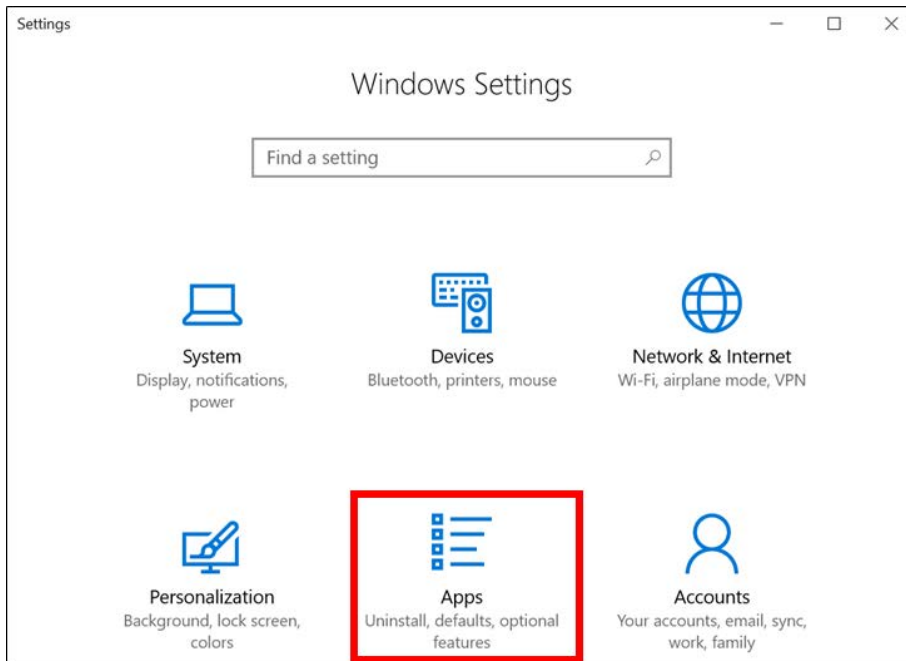 Settings
Windows Settings
Find a setting
System
Display, notifications,
power
Devices
Bluetooth, printers, mouse
Network & Internet
Wi-Fi, airplane mode, VPN
Personalization
Background, lock screen,
colors
Apps
Uninstall, defaults, optional
features
Accounts
Your accounts, email, sync,
work, family